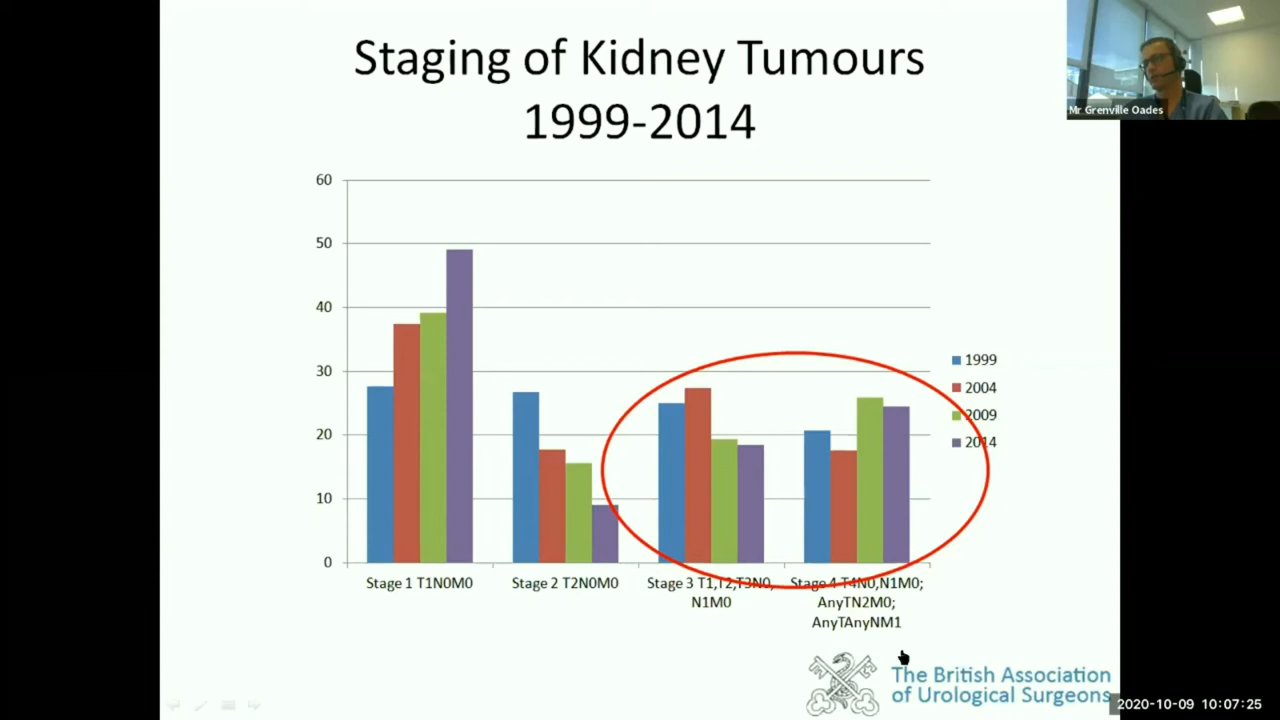 Staging of Kidney Tumours
1999-2014
Mr Grenville Oades
60
50
40
30
20
10
0
1999
2004
2009
2014
Stage 1 T1N0M0
Stage 2 T2N0M0
Stage 3 T1,T2,T3N0,
N1M0
Stage 4 T4N0,N1M0;
AnyTN2M0;
AnyTAnyNM1
The British Association
of Urological Surgeons
2020-10-09 10:07:25